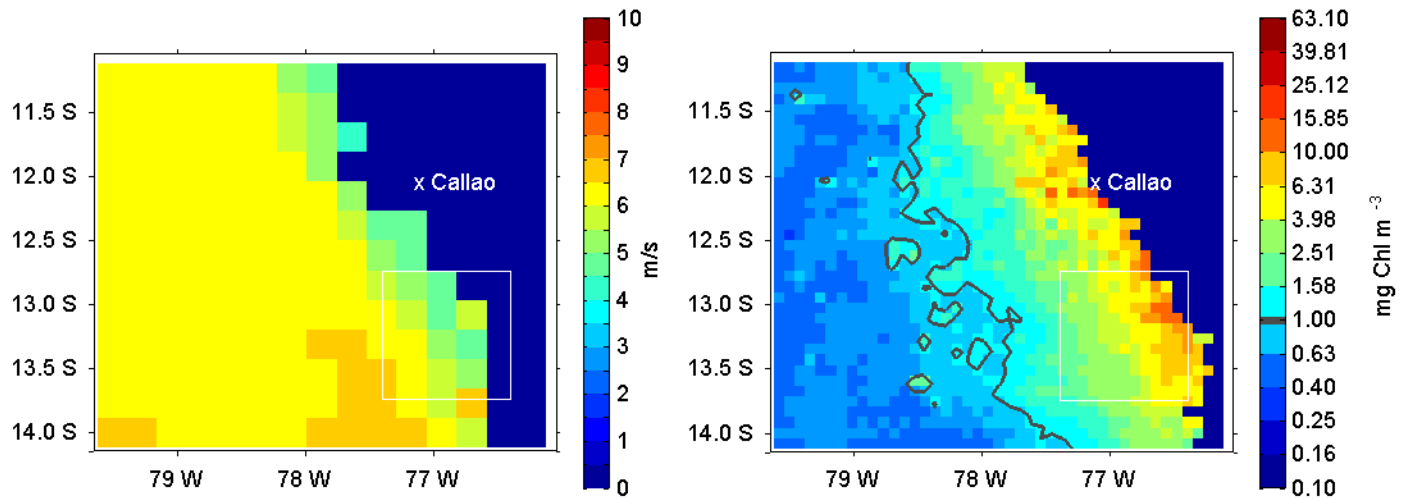 11.5 S
12.0 S
12.5 S
13.0 S
13.5 S
14.0 S
79 W
78 W
77 W
x Callao
10
9
8
7
6
5
4
3
2
1
0
m/s
11.5 S
12.0 S
12.5 S
13.0 S
13.5 S
14.0 S
79 W
78 W
77 W
x Callao
63.10
39.81
25.12
15.85
10.00
6.31
3.98
2.51
1.58
1.00
0.63
0.40
0.25
0.16
0.10
mg Chl m⁻³